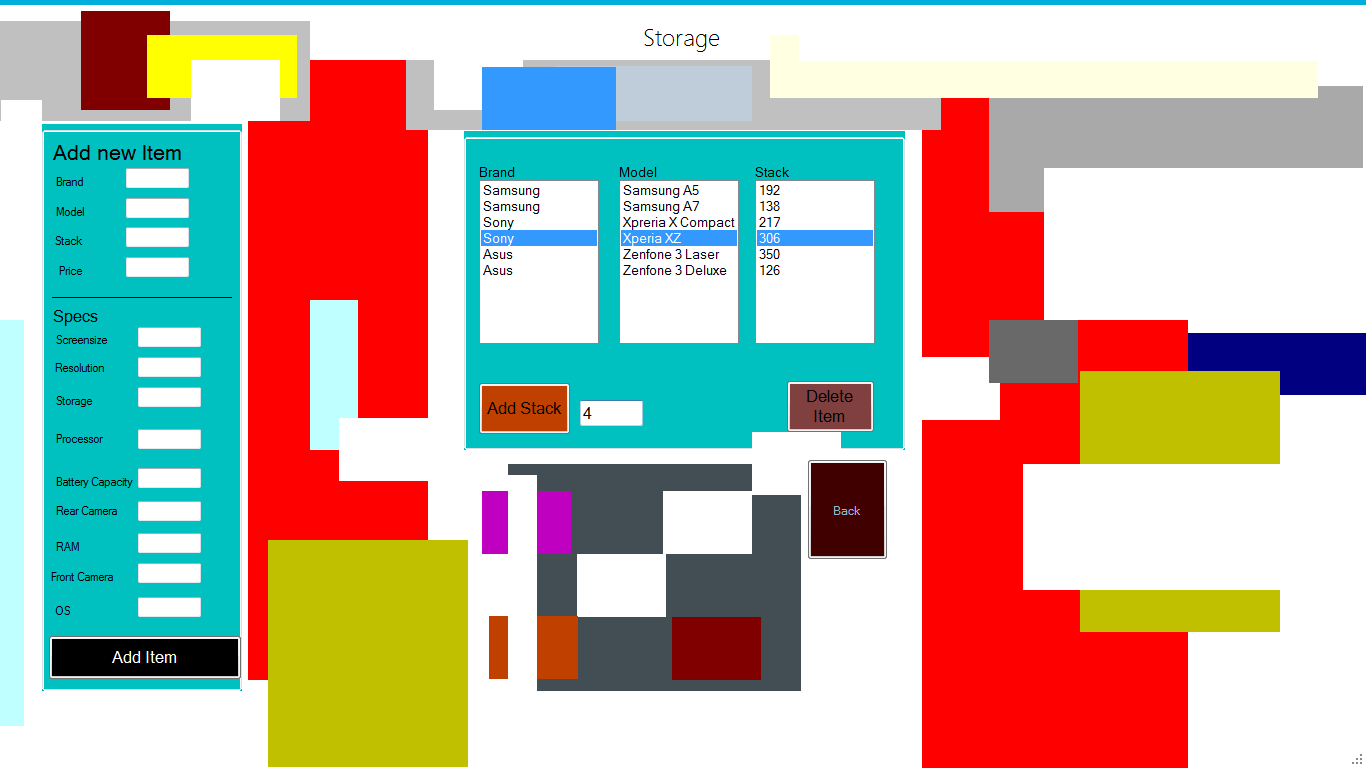 Storage
Add new Item
Brand
Model
Stack
Price
Specs
Screensize
Resolution
Storage
Processor
Battery Capacity
Rear Camera
RAM
Front Camera
OS
Add Item
Brand Model Stack
Samsung Samsung A5 192
Samsung Samsung A7 138
Sony Xpreria X Compact 217
Sony Xperia XZ 306
Asus Zenfone 3 Laser 350
Asus Zenfone 3 Deluxe 126
Add Stack
4
Delete
Item
Back